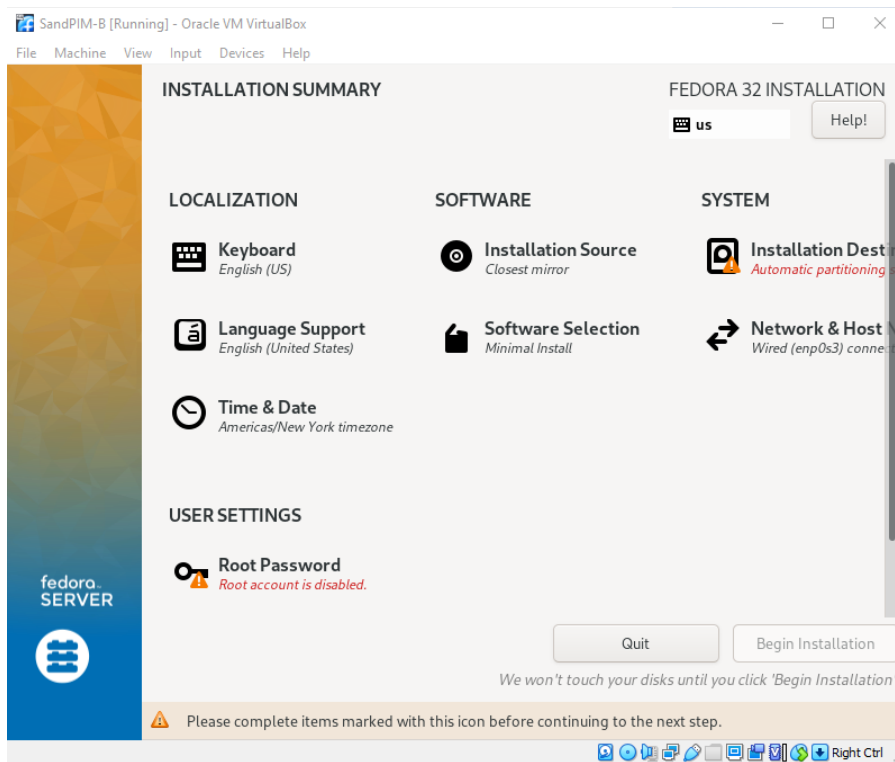 SandPIM-B [Running] - Oracle VM VirtualBox
File Machine View Input Devices Help
INSTALLATION SUMMARY
FEDORA 32 INSTALLATION
us
Help!
LOCALIZATION
Keyboard
English (US)
Language Support
English (United States)
Time & Date
Americas/New York timezone
SOFTWARE
Installation Source
Closest mirror
Software Selection
Minimal Install
SYSTEM
Installation
Automatic partitioning
Network & Host
Wired (enp0s3)
USER SETTINGS
Root Password
Root account is disabled.
fedora
SERVER
Quit
Begin Installation
We won't touch your disks until you click 'Begin Installation
Please complete items marked with this icon before continuing to the next step.
Right Ctrl